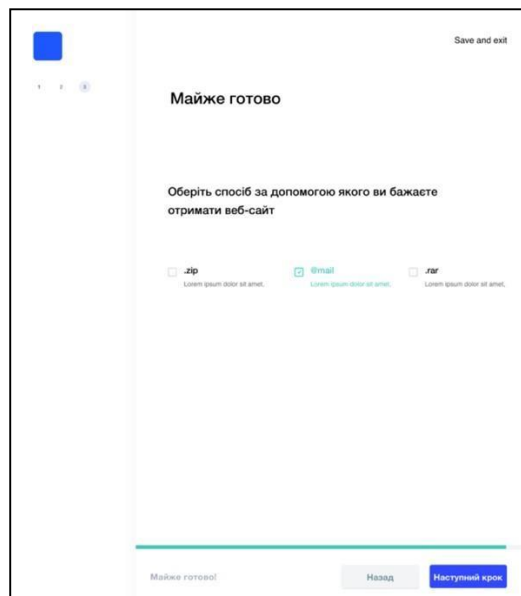 Save and exit
1 2 3
Майже готово
Оберіть спосіб за допомогою якого ви бажаєте
отримати веб-сайт
.zip @mail .rar
Lorem ipsum dolor sit amet, Lorem ipsum dolor sit amet, Lorem ipsum dolor sit amet,
Майже готово! Назад Наступний крок